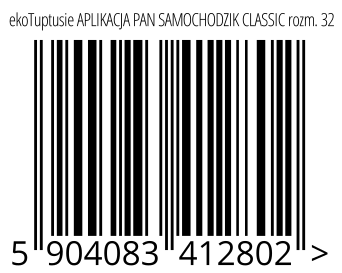 ekoTuptusie APLIKACJA PAN SAMOCHODZIK CLASSIC rozm. 32
5 904083 412802 >